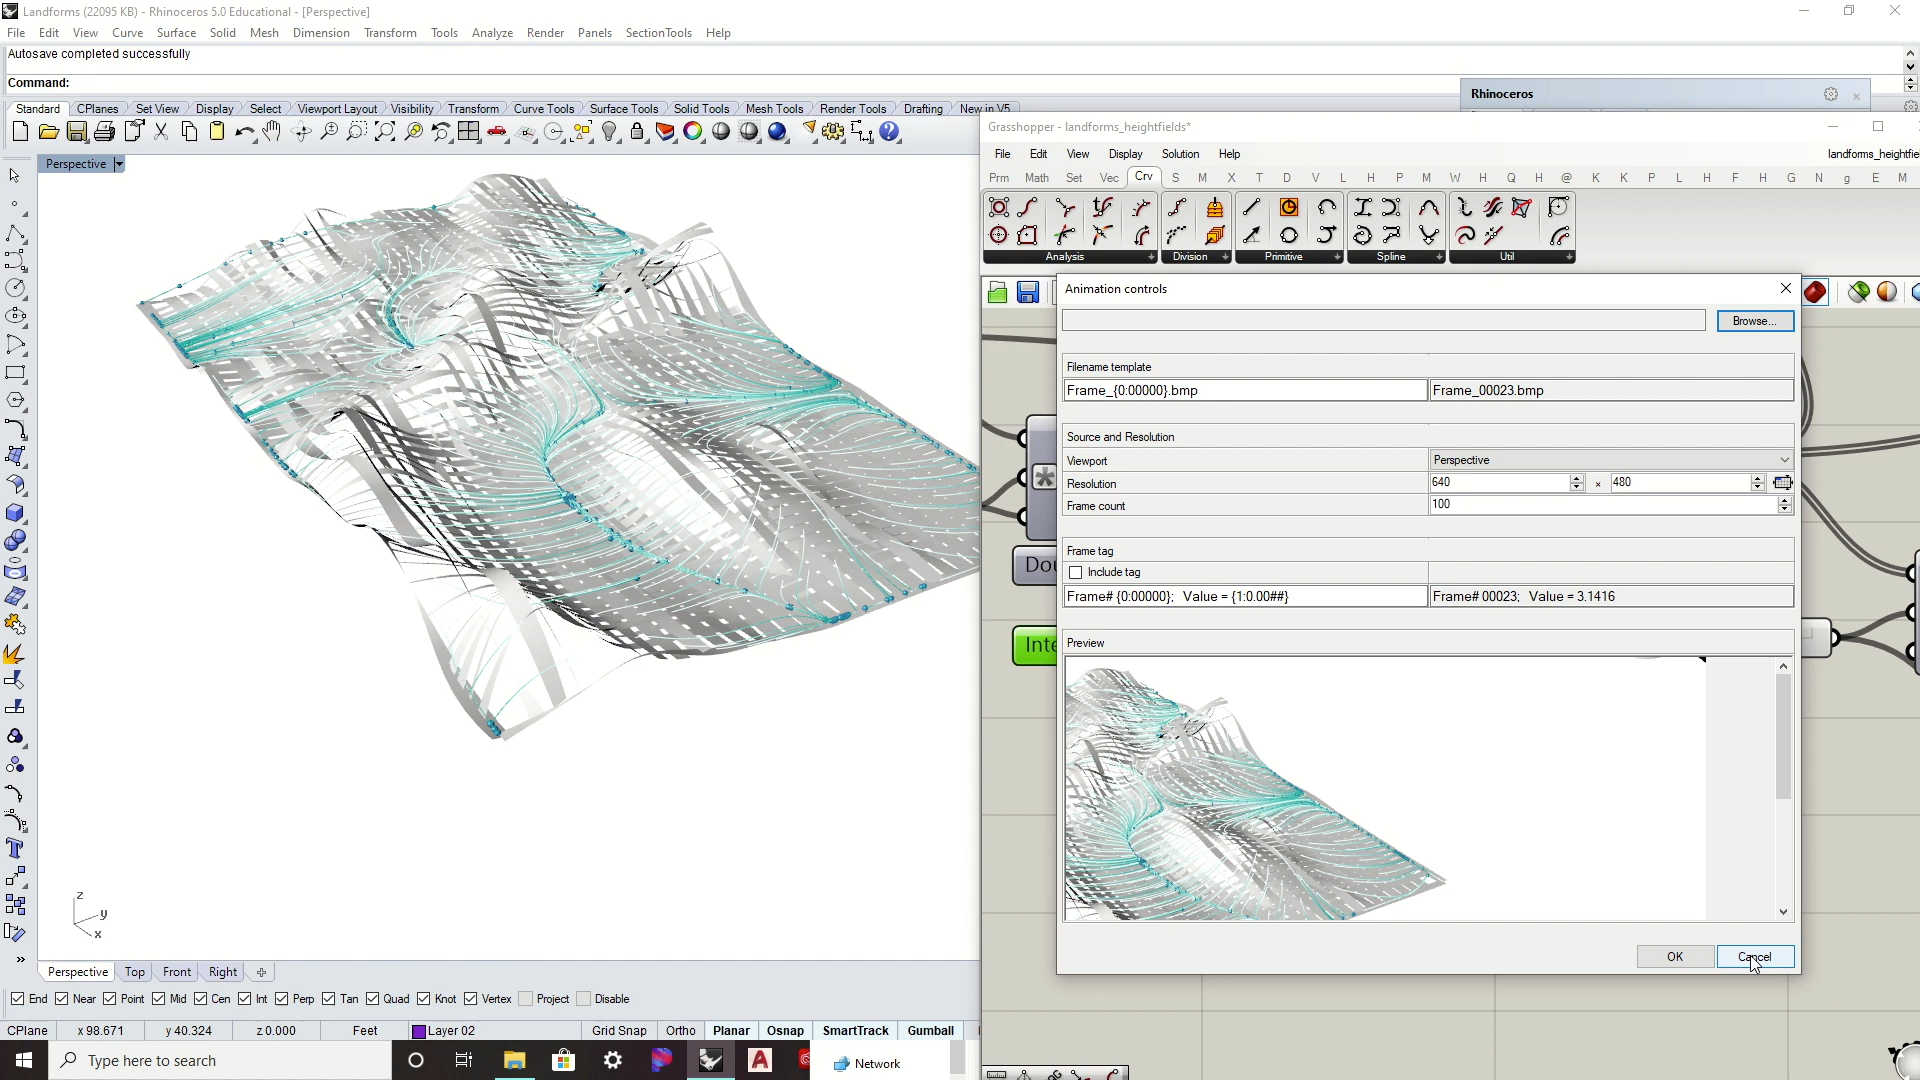 Landforms (22095 KB) - Rhinoceros 5.0 Educational - [Perspective]
File Edit View Curve Surface Solid Mesh Dimension Transform Tools Analyze Render Panels SectionTools Help
Autosave completed successfully
Command:
Standard CPlanes Set View Display Select Viewport Layout Visibility Transform Curve Tools Surface Tools Solid Tools Mesh Tools Render Tools Drafting New in V5
Perspective
Rhinoceros
Grasshopper - landforms_heightfields*
File Edit View Display Solution Help landforms_heightfie
Prm Math Set Vec Crv S M X T D V L H P M W H Q H @ K K P L H F H G N g E M
Analysis Division Primitive Spline Util
Animation controls
Browse...
Filename template
Frame_{0:00000}.bmp Frame_00023.bmp
Source and Resolution
Viewport Perspective
Resolution 640 x 480
Frame count 100
Frame tag
Include tag
Frame# {0:00000}; Value = {1:0.00##} Frame# 00023; Value = 3.1416
Preview
OK Cancel
Dou
Inte
z
y
x
Perspective Top Front Right
End Near Point Mid Cen Int Perp Tan Quad Knot Vertex Project Disable
CPlane x 98.671 y 40.324 z 0.000 Feet Layer 02 Grid Snap Ortho Planar Osnap SmartTrack Gumball
Type here to search
Network